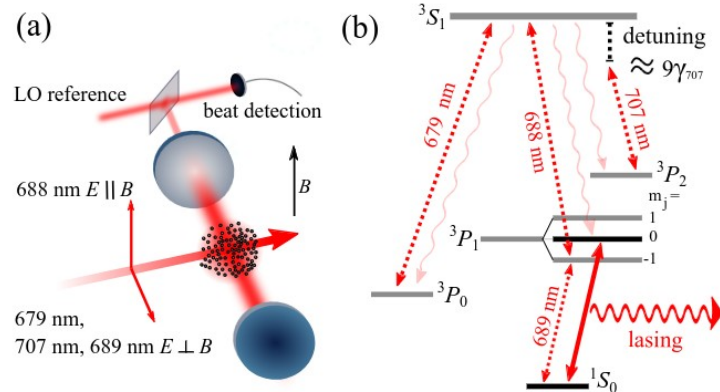 (a)
LO reference
beat detection
688 nm E || B
B
679 nm,
707 nm, 689 nm E ⊥ B
(b)
³S₁
detuning
≈ 9γ₇₀₇
679 nm
688 nm
707 nm
³P₂
mⱼ=
1
³P₁
0
-1
³P₀
689 nm
lasing
¹S₀